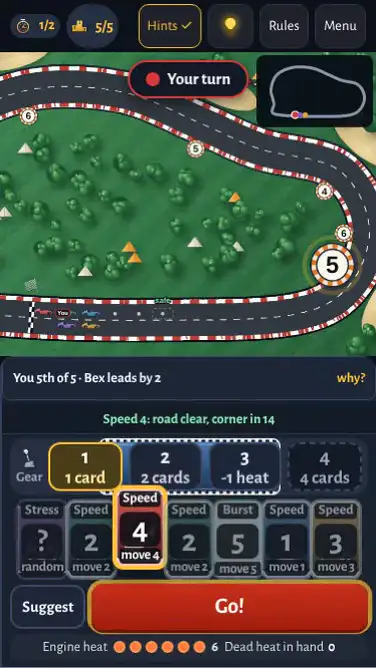 1/2
5/5
Hints ✓
Rules
Menu
Your turn
6
5
4
6
5
You
safe
You 5th of 5 · Bex leads by 2
why?
Speed 4: road clear, corner in 14
Gear
1
1 card
2
2 cards
3
-1 heat
4
4 cards
Stress
?
random
Speed
2
move 2
Speed
4
move 4
Speed
2
move 2
Burst
5
move 5
Speed
1
move 1
Speed
3
move 3
Suggest
Go!
Engine heat 6 Dead heat in hand 0